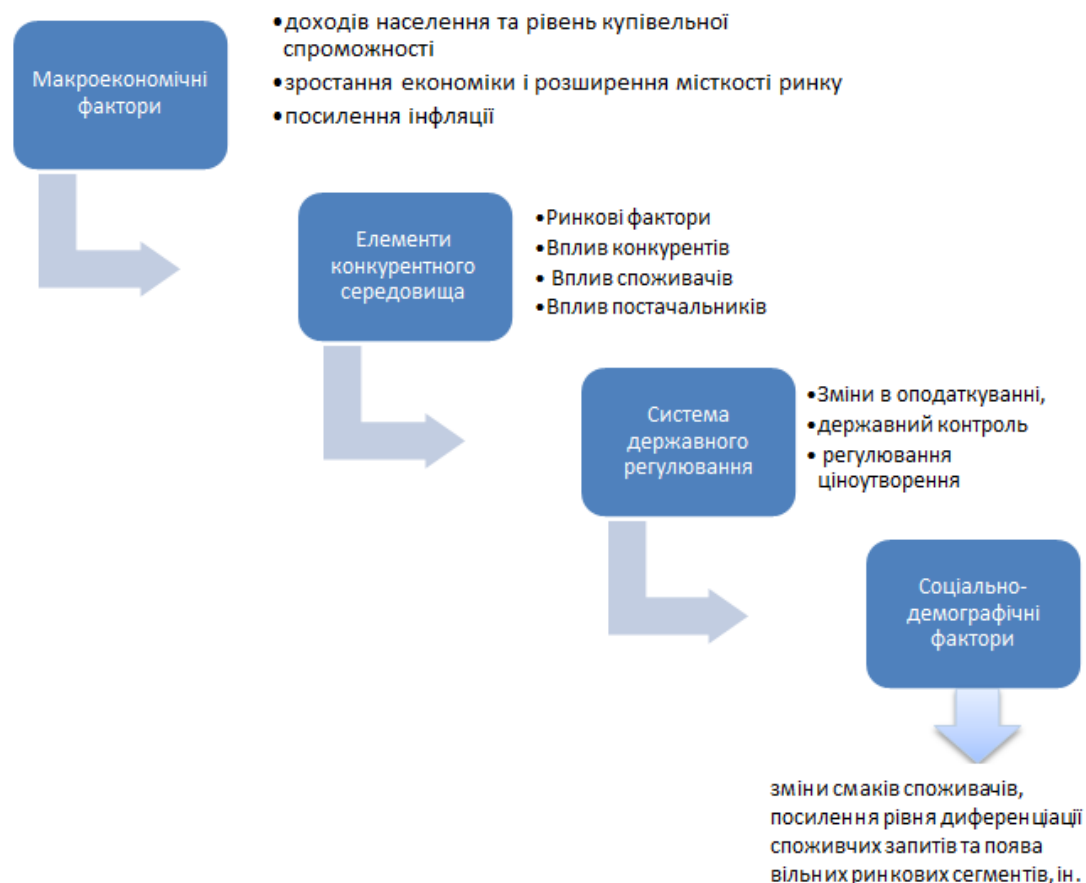 Макроекономічні
фактори
•доходів населення та рівень купівельної
спроможності
•зростання економіки і розширення місткості ринку
•посилення інфляції
Елементи
конкурентного
середовища
•Ринкові фактори
•Вплив конкурентів
• Вплив споживачів
•Вплив постачальників
Система
державного
регулювання
•Зміни в оподаткуванні,
•державний контроль
• регулювання
ціноутворення
Соціально-
демографічні
фактори
зміни смаків споживачів,
посилення рівня диференціації
споживчих запитів та поява
вільних ринкових сегментів, ін.